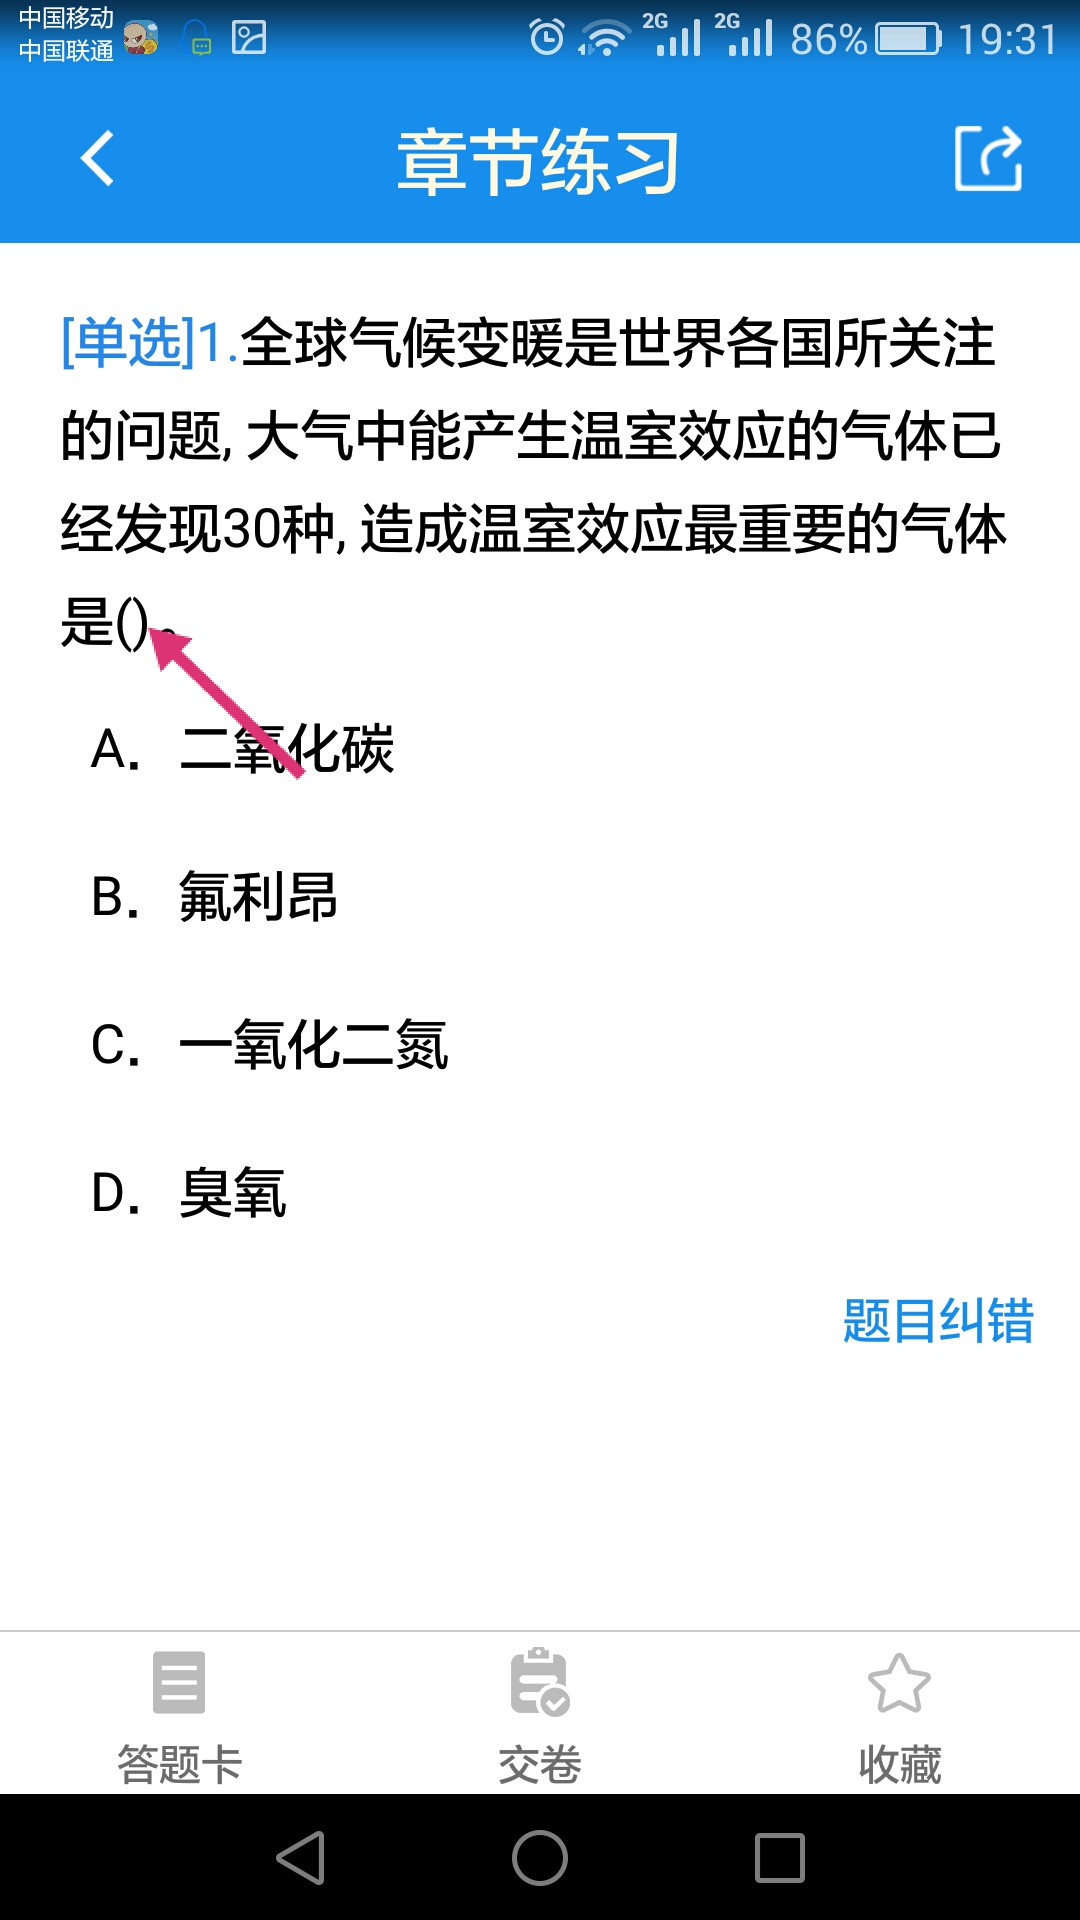 中国移动
中国联通
2G 2G 86% 19:31
章节练习
[单选]1.全球气候变暖是世界各国所关注
的问题, 大气中能产生温室效应的气体已
经发现30种, 造成温室效应最重要的气体
是()。
A. 二氧化碳
B. 氟利昂
C. 一氧化二氮
D. 臭氧
题目纠错
答题卡 交卷 收藏